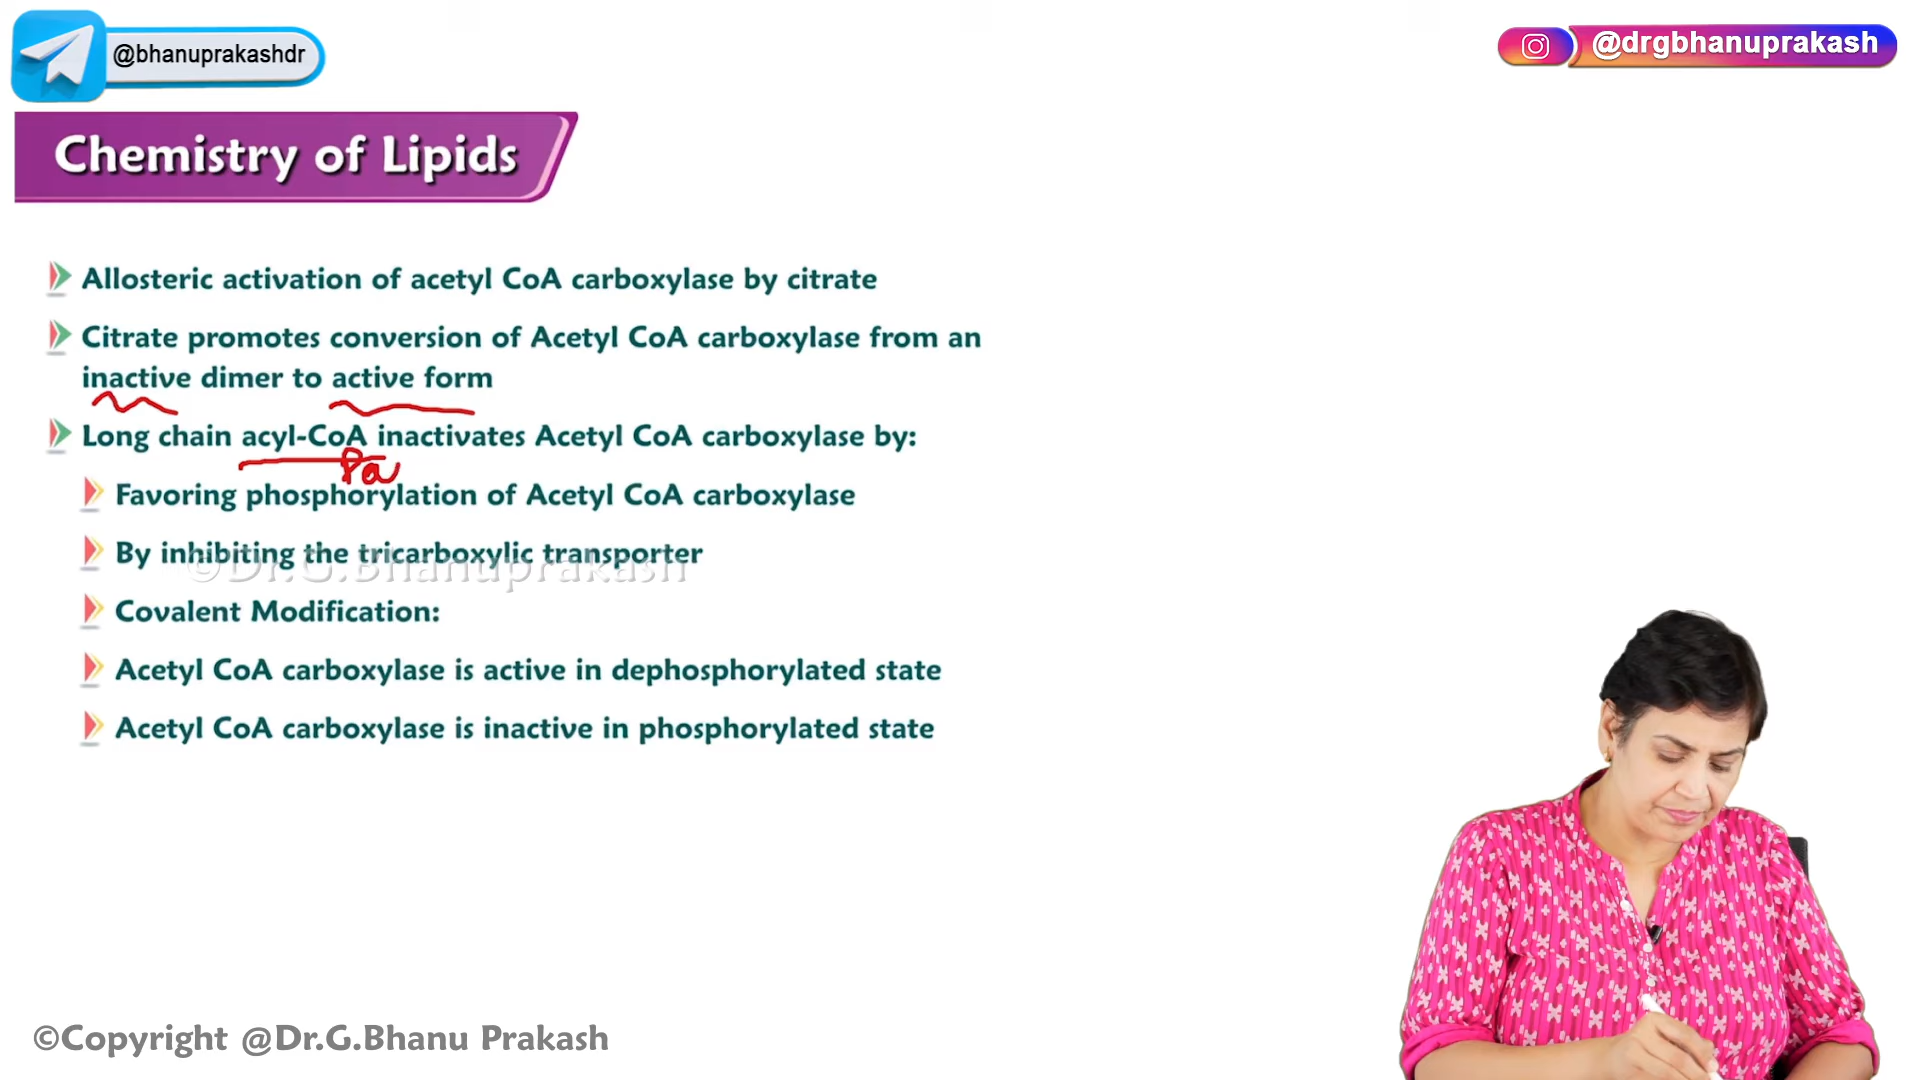 @bhanuprakashdr
@drgbhanuprakash
Chemistry of Lipids
Allosteric activation of acetyl CoA carboxylase by citrate
Citrate promotes conversion of Acetyl CoA carboxylase from an
inactive dimer to active form
Long chain acyl-CoA inactivates Acetyl CoA carboxylase by:
Pa
Favoring phosphorylation of Acetyl CoA carboxylase
By inhibiting the tricarboxylic transporter
©Dr.G.Bhanuprakash
Covalent Modification:
Acetyl CoA carboxylase is active in dephosphorylated state
Acetyl CoA carboxylase is inactive in phosphorylated state
©Copyright @Dr.G.Bhanu Prakash